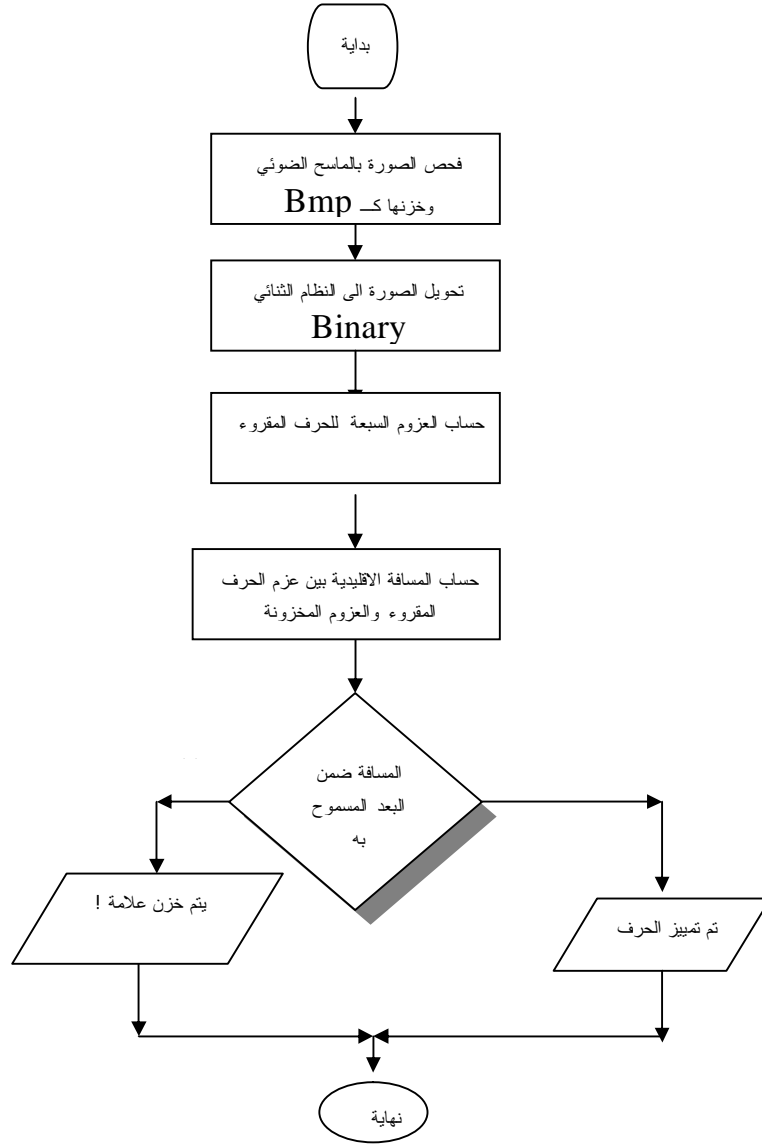 بداية
فحص الصورة بالماسح الضوئي
وخزنها كـــ Bmp
تحويل الصورة الى النظام الثنائي
Binary
حساب العزوم السبعة للحرف المقروء
حساب المسافة الاقليدية بين عزم الحرف
المقروء والعزوم المخزونة
المسافة ضمن
البعد المسموح
به
تم تمييز الحرف
يتم خزن علامة !
نهاية